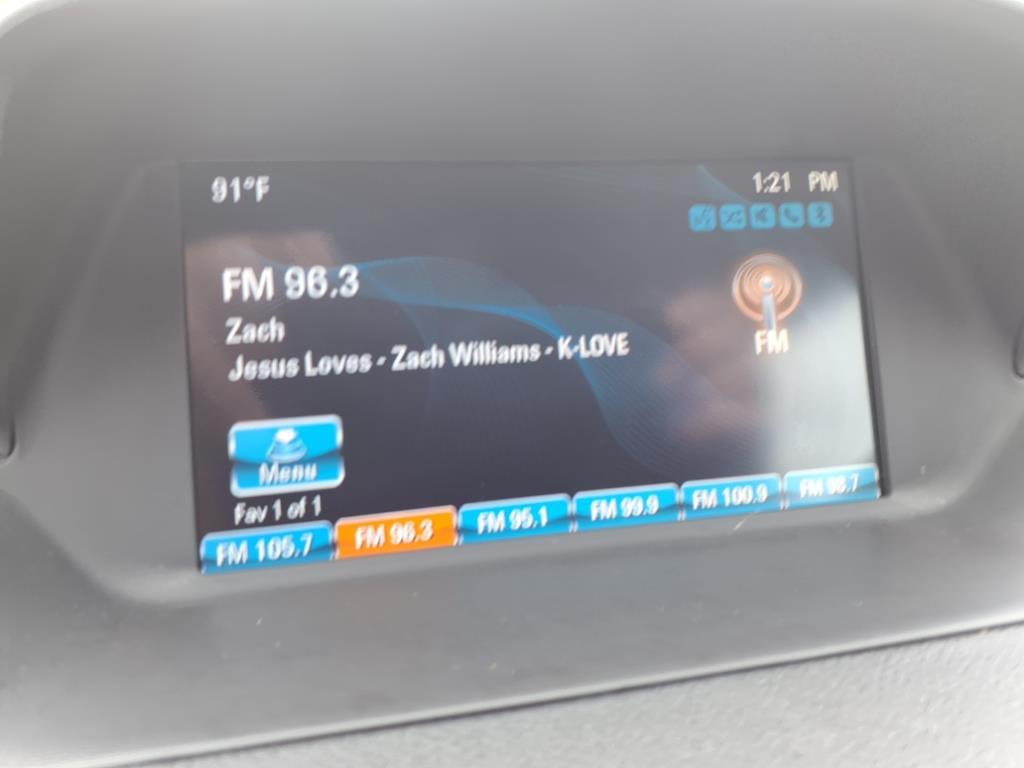 91°F
1:21 PM
FM 96.3
Zach
Jesus Loves - Zach Williams - K-LOVE
FM
Menu
Fav 1 of 1
FM 105.7
FM 96.3
FM 95.1
FM 99.9
FM 100.9
FM 98.7